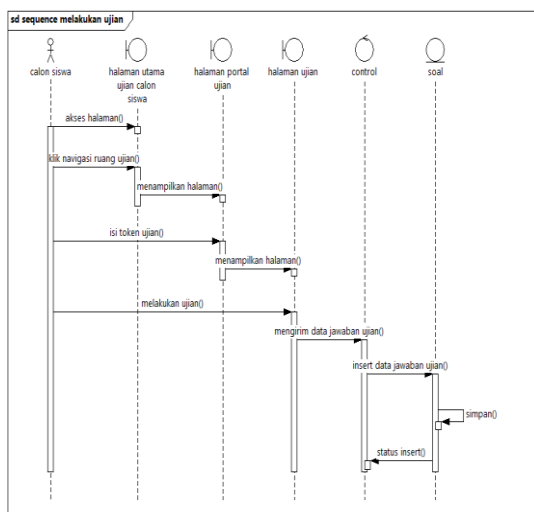 sd sequence melakukan ujian
calon siswa
halaman utama
ujian calon
siswa
halaman portal
ujian
halaman ujian
control
soal
akses halaman()
klik navigasi ruang ujian()
menampilkan halaman()
isi token ujian()
menampilkan halaman()
melakukan ujian()
mengirim data jawaban ujian()
insert data jawaban ujian()
simpan()
status insert()